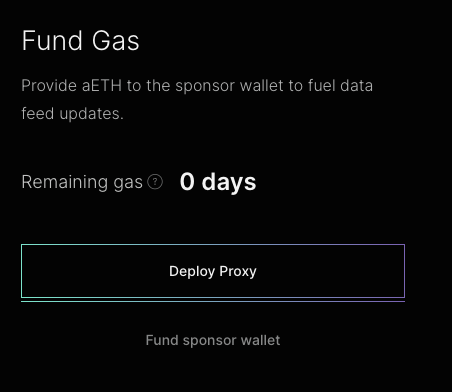 Fund Gas
Provide aETH to the sponsor wallet to fuel data
feed updates.
Remaining gas ? 0 days
Deploy Proxy
Fund sponsor wallet